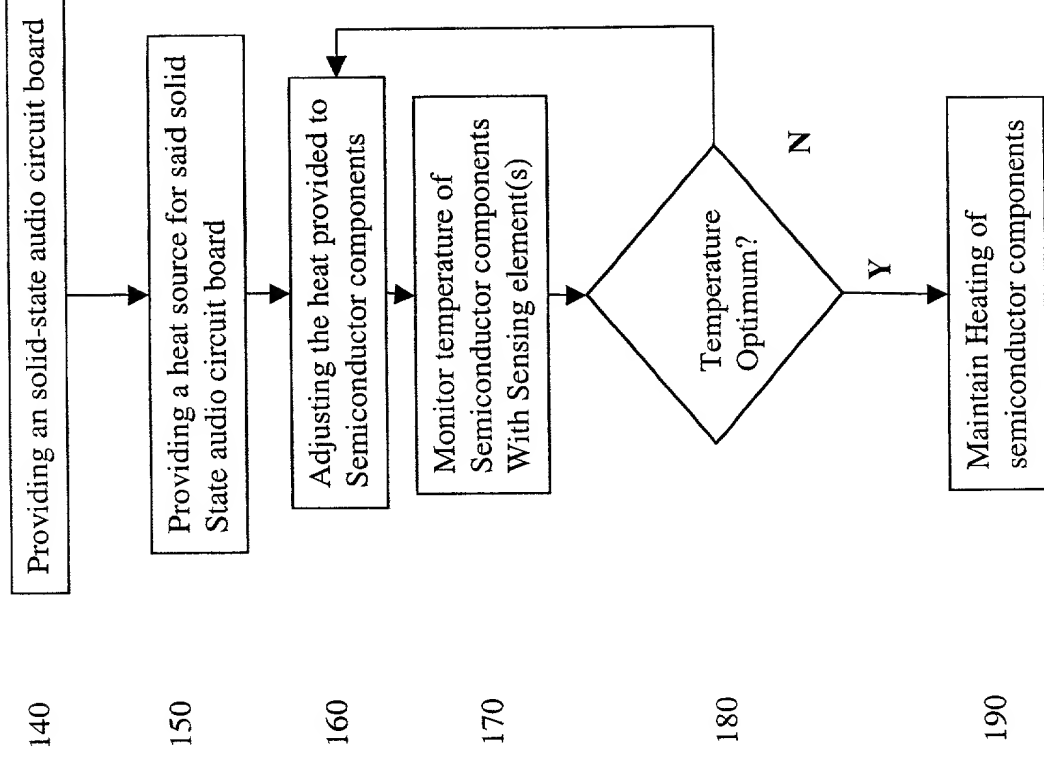 140
Providing an solid-state audio circuit board
150
Providing a heat source for said solid
State audio circuit board
160
Adjusting the heat provided to
Semiconductor components
170
Monitor temperature of
Semiconductor components
With Sensing element(s)
180
Temperature
Optimum?
N
Y
190
Maintain Heating of
semiconductor components